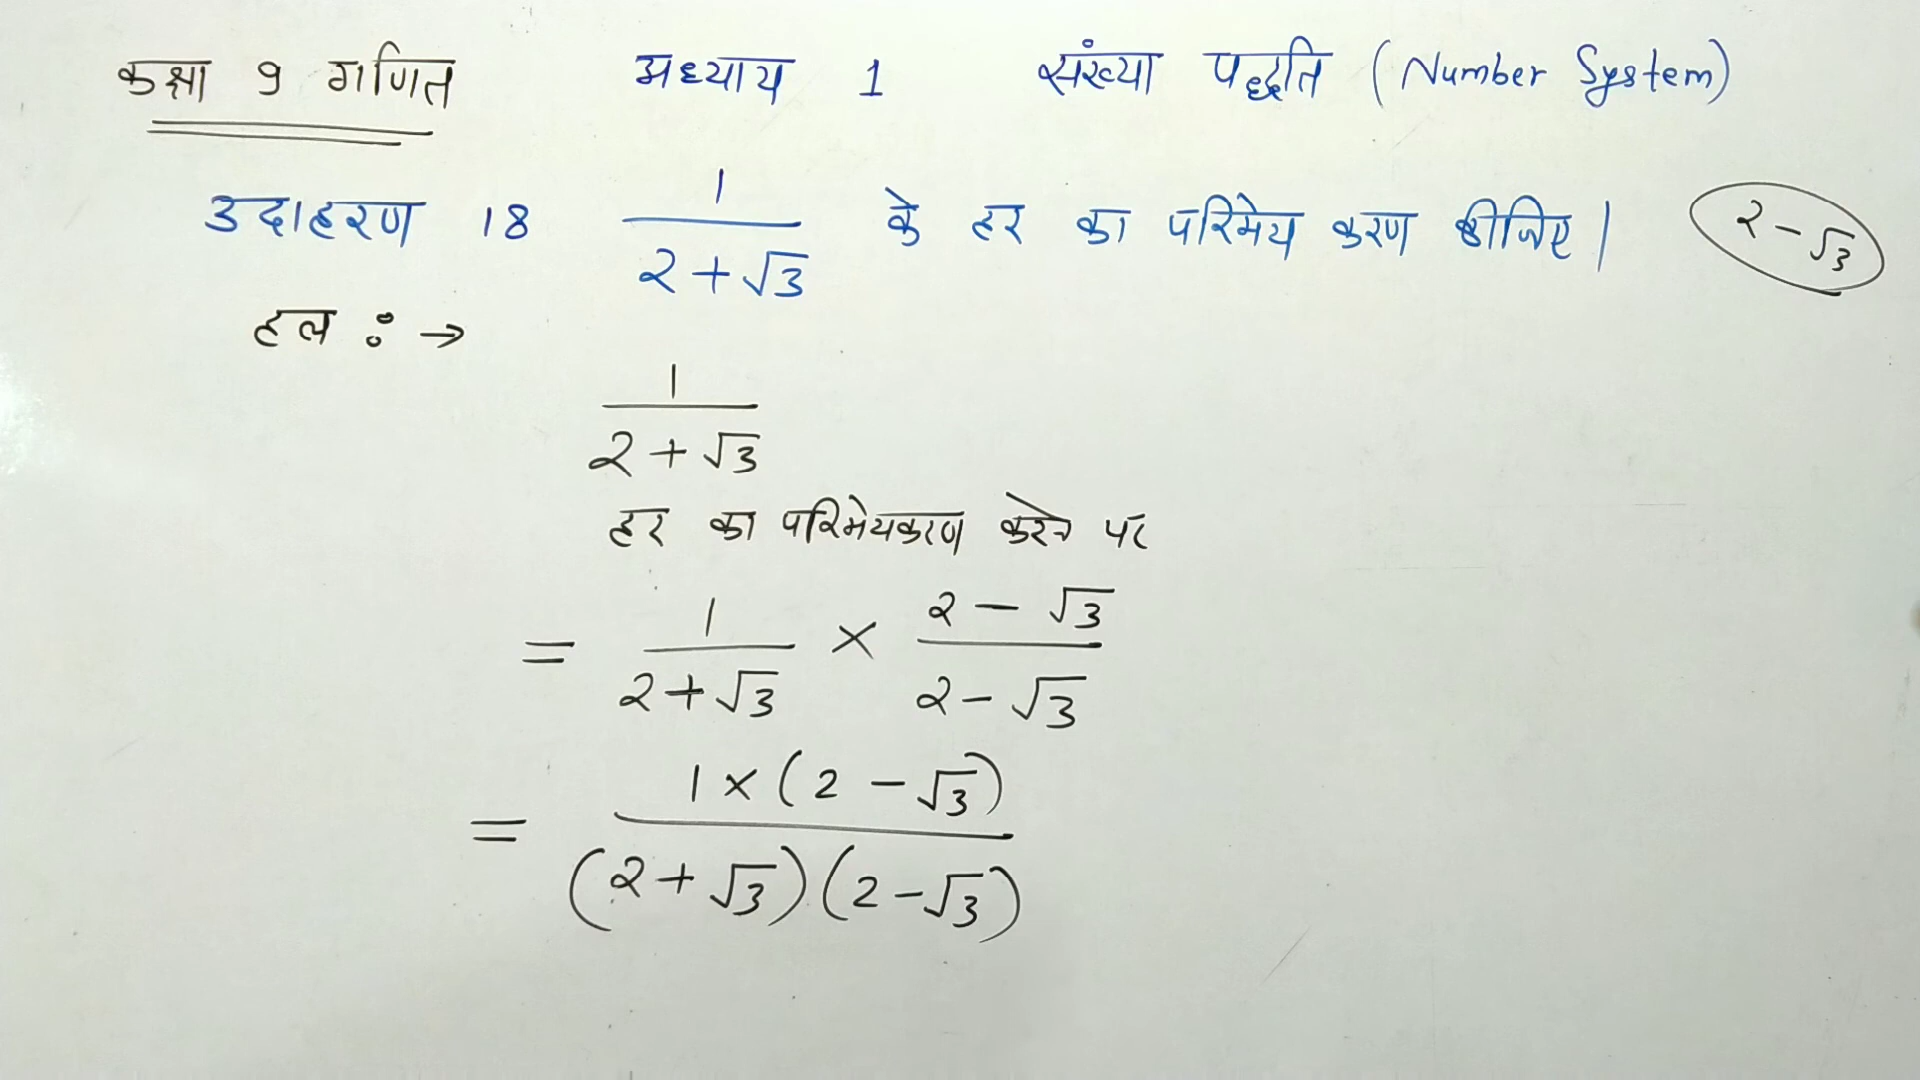 कक्षा 9 गणित अध्याय 1 संख्या पद्धति (Number System)
उदाहरण 18 1/(2+√3) के हर का परिमेय करण कीजिए। 2-√3
हल :→
1/(2+√3)
हर का परिमेयकरण करने पर
= 1/(2+√3) × (2-√3)/(2-√3)
= 1×(2-√3)/(2+√3)(2-√3)